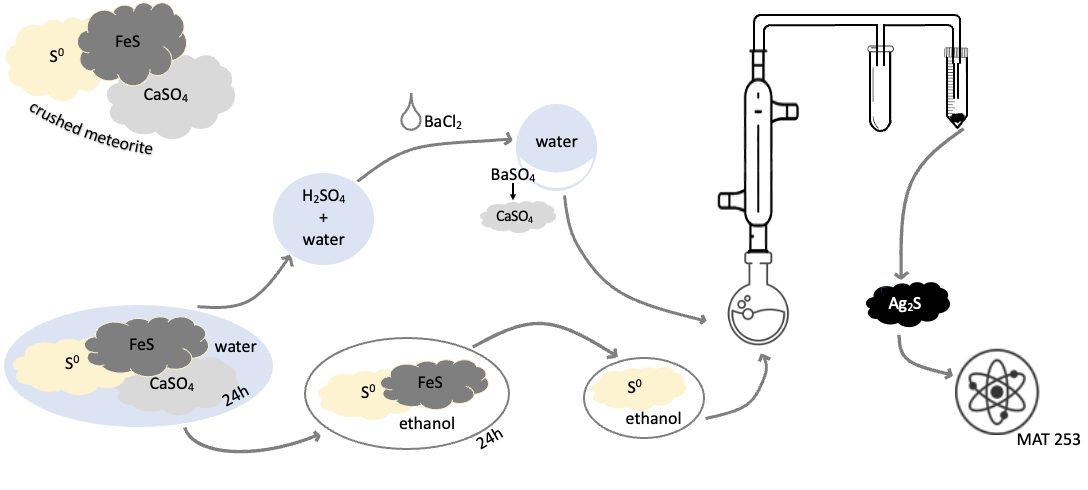 S⁰
FeS
CaSO₄
crushed meteorite
BaCl₂
water
BaSO₄
CaSO₄
H₂SO₄
+
water
S⁰
FeS
water
CaSO₄
24h
S⁰
FeS
ethanol
24h
S⁰
ethanol
Ag₂S
MAT 253